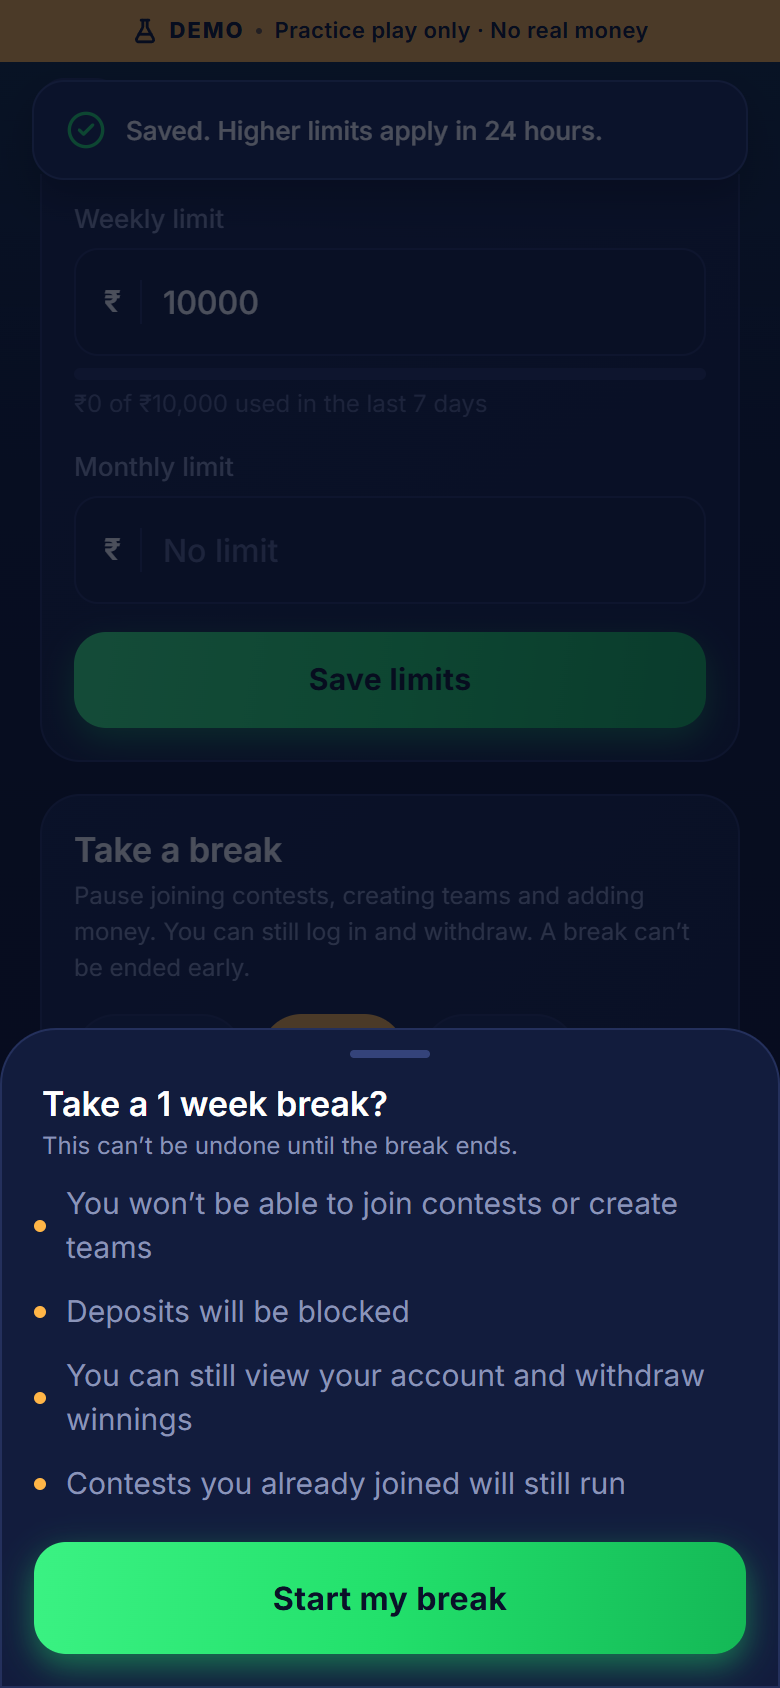 DEMO • Practice play only · No real money
Saved. Higher limits apply in 24 hours.
Weekly limit
₹ 10000
₹0 of ₹10,000 used in the last 7 days
Monthly limit
₹ No limit
Save limits
Take a break
Pause joining contests, creating teams and adding
money. You can still log in and withdraw. A break can’t
be ended early.
Take a 1 week break?
This can’t be undone until the break ends.
• You won’t be able to join contests or create
teams
• Deposits will be blocked
• You can still view your account and withdraw
winnings
• Contests you already joined will still run
Start my break